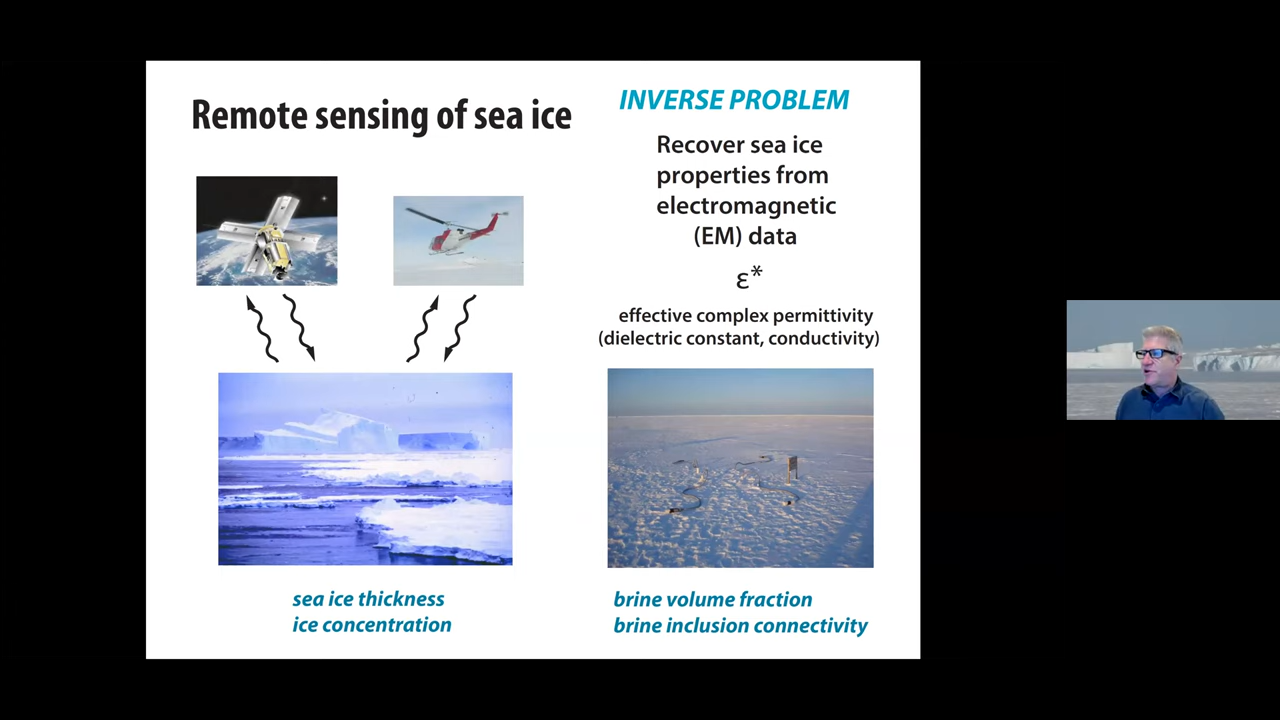 Remote sensing of sea ice
INVERSE PROBLEM
Recover sea ice
properties from
electromagnetic
(EM) data
ε*
effective complex permittivity
(dielectric constant, conductivity)
sea ice thickness
ice concentration
brine volume fraction
brine inclusion connectivity